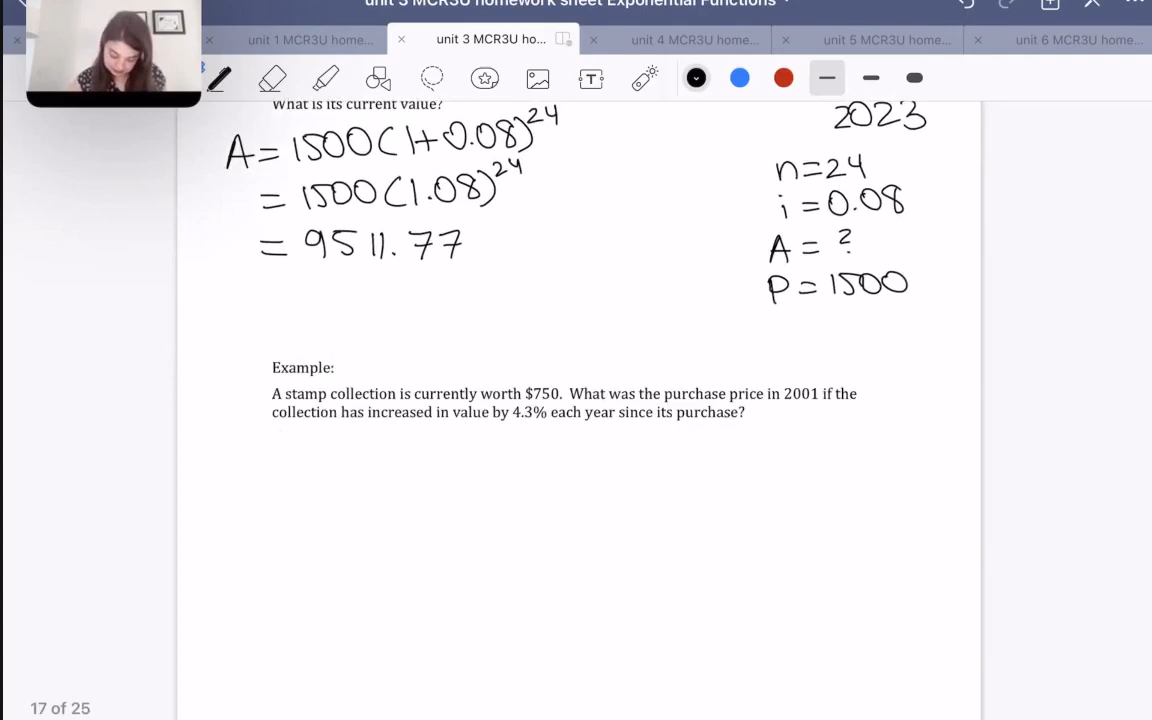 unit 3 MCR3U homework sheet Exponential Functions
unit 1 MCR3U home...
unit 3 MCR3U ho...
unit 4 MCR3U home...
unit 5 MCR3U home...
unit 6 MCR3U home...
What is its current value?
2023
A = 1500(1+0.08)^24
= 1500(1.08)^24
= 9511.77
n=24
i=0.08
A = ?
P = 1500
Example:
A stamp collection is currently worth $750. What was the purchase price in 2001 if the
collection has increased in value by 4.3% each year since its purchase?
17 of 25